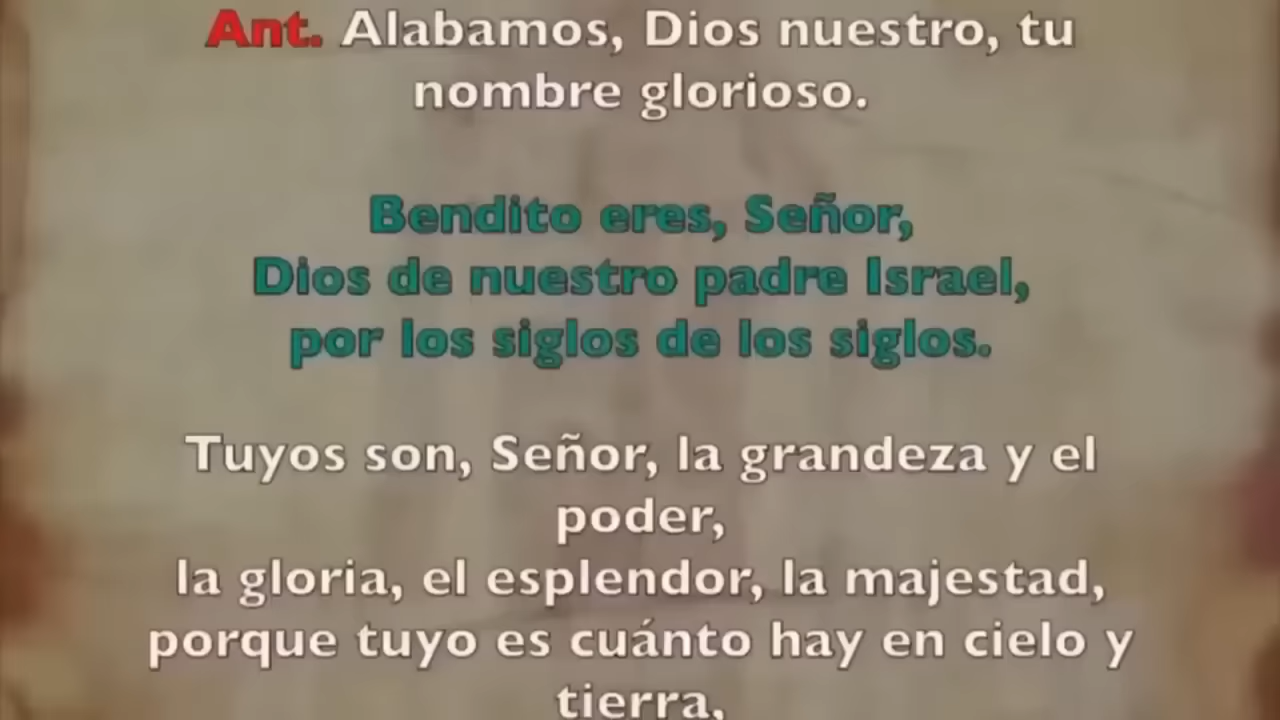 Ant. Alabamos, Dios nuestro, tu
nombre glorioso.
Bendito eres, Señor,
Dios de nuestro padre Israel,
por los siglos de los siglos.
Tuyos son, Señor, la grandeza y el
poder,
la gloria, el esplendor, la majestad,
porque tuyo es cuánto hay en cielo y
tierra,